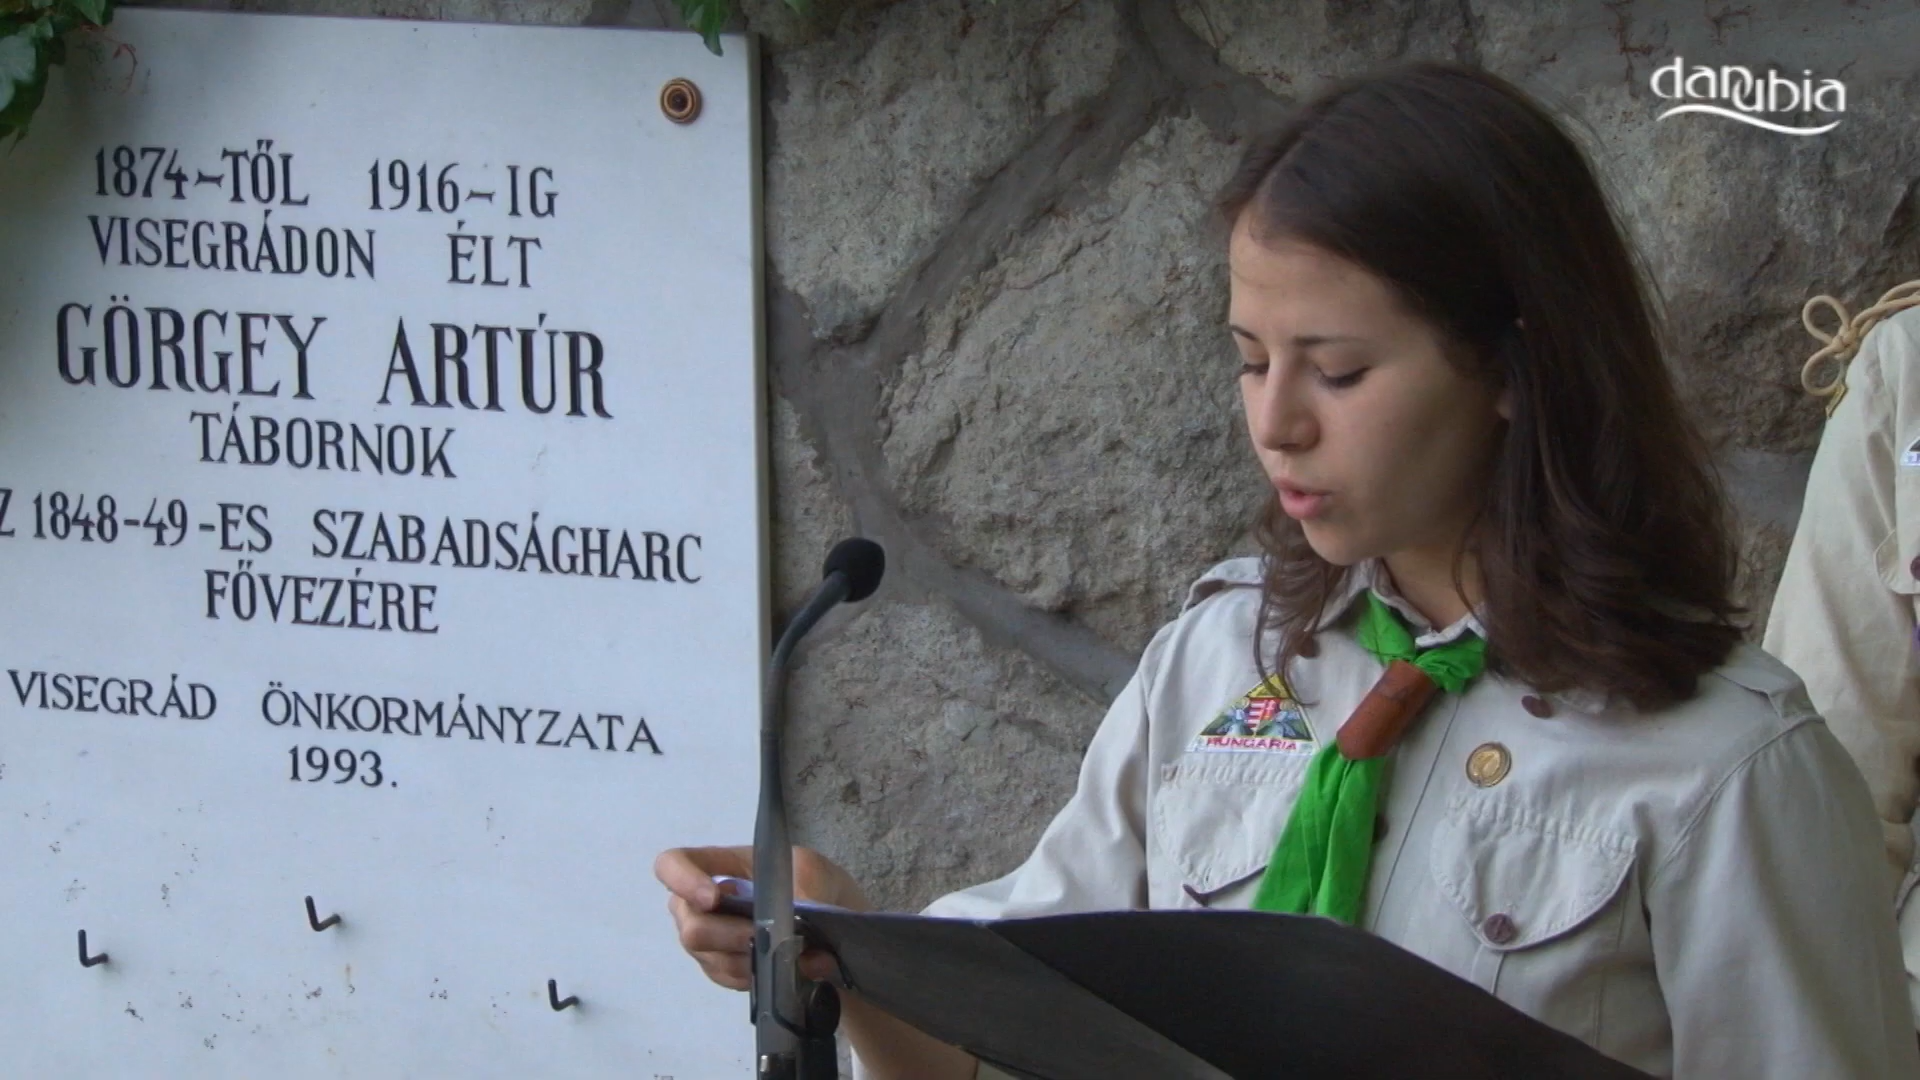 1874-TŐL 1916-IG
VISEGRÁDON ÉLT
GÖRGEY ARTÚR
TÁBORNOK
Z 1848-49-ES SZABADSÁGHARC
FŐVEZÉRE
VISEGRÁD ÖNKORMÁNYZATA
1993.
danubia
HUNGARIA